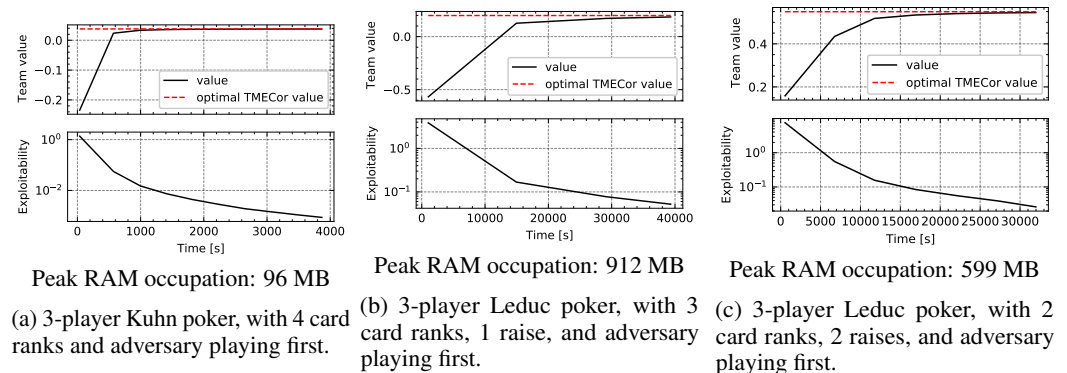 Team value
0.0
−0.1
−0.2
value
optimal TMECor value
Exploitability
10⁰
10⁻²
0 1000 2000 3000 4000
Time [s]
Peak RAM occupation: 96 MB
(a) 3-player Kuhn poker, with 4 card
ranks and adversary playing first.
Team value
0.0
−0.5
value
optimal TMECor value
Exploitability
10⁰
10⁻¹
0 10000 20000 30000 40000
Time [s]
Peak RAM occupation: 912 MB
(b) 3-player Leduc poker, with 3
card ranks, 1 raise, and adversary
playing first.
Team value
0.4
0.2
value
optimal TMECor value
Exploitability
10⁰
10⁻¹
0 5000 10000 15000 20000 25000 30000
Time [s]
Peak RAM occupation: 599 MB
(c) 3-player Leduc poker, with 2
card ranks, 2 raises, and adversary
playing first.